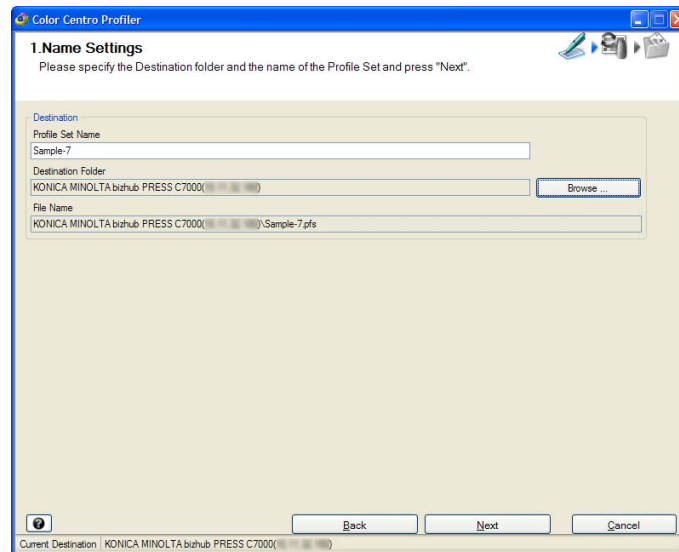 Color Centro Profiler
1.Name Settings
Please specify the Destination folder and the name of the Profile Set and press "Next".
Destination
Profile Set Name
Sample-7
Destination Folder
KONICA MINOLTA bizhub PRESS C7000( )
Browse ...
File Name
KONICA MINOLTA bizhub PRESS C7000( )\Sample-7.pfs
Back Next Cancel
Current Destination KONICA MINOLTA bizhub PRESS C7000( )